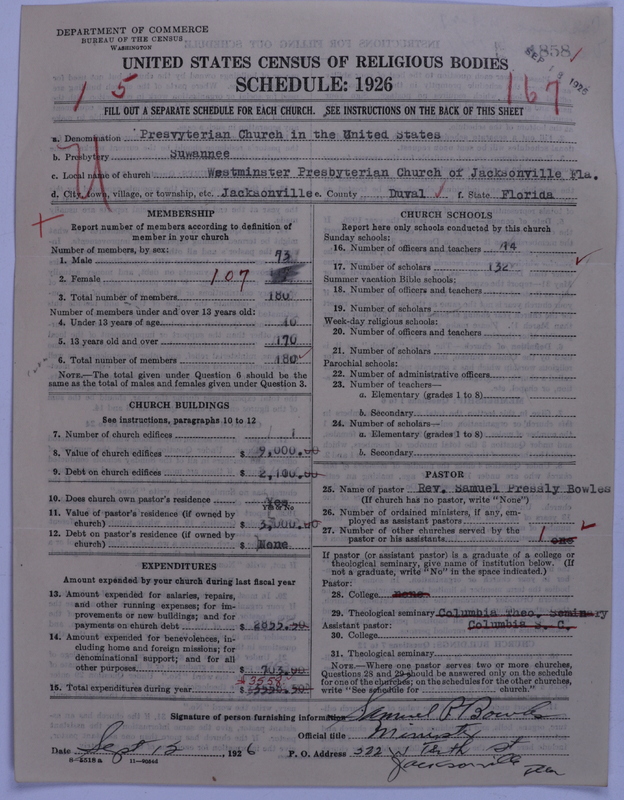 DEPARTMENT OF COMMERCE
BUREAU OF THE CENSUS
WASHINGTON
1858
SEP 18 1926
UNITED STATES CENSUS OF RELIGIOUS BODIES
SCHEDULE: 1926
1 5
167
FILL OUT A SEPARATE SCHEDULE FOR EACH CHURCH. SEE INSTRUCTIONS ON THE BACK OF THIS SHEET
a. Denomination Presvyterian Church in the United States
b. Presbytery Suwannee
c. Local name of church Westminster Presbyterian Church of Jacksonville Fla.
d. City, town, village, or township, etc. Jacksonville e. County Duval f. State Florida
MEMBERSHIP
Report number of members according to definition of
member in your church
Number of members, by sex:
1. Male 73
2. Female 107
3. Total number of members 180
Number of members under and over 13 years old:
4. Under 13 years of age 10
5. 13 years old and over 170
6. Total number of members 180
NOTE.—The total given under Question 6 should be the
same as the total of males and females given under Question 3.
CHURCH BUILDINGS
See instructions, paragraphs 10 to 12
7. Number of church edifices 1
8. Value of church edifices $ 9,000.00
9. Debt on church edifices $ 2,100.00
10. Does church own pastor's residence Yes
Yes or No
11. Value of pastor's residence (if owned by
church) $ 3,000.00
12. Debt on pastor's residence (if owned by
church) $ None
EXPENDITURES
Amount expended by your church during last fiscal year
13. Amount expended for salaries, repairs,
and other running expenses; for im-
provements or new buildings; and for
payments on church debt $ 2855.50
14. Amount expended for benevolences, in-
cluding home and foreign missions; for
denominational support; and for all
other purposes $ 703.00
$ 3558
15. Total expenditures during year $ 3558.50
CHURCH SCHOOLS
Report here only schools conducted by this church
Sunday schools:
16. Number of officers and teachers 14
17. Number of scholars 132
Summer vacation Bible schools:
18. Number of officers and teachers
19. Number of scholars
Week-day religious schools:
20. Number of officers and teachers
21. Number of scholars
Parochial schools:
22. Number of administrative officers
23. Number of teachers—
a. Elementary (grades 1 to 8)
b. Secondary
24. Number of scholars—
a. Elementary (grades 1 to 8)
b. Secondary
PASTOR
25. Name of pastor Rev. Samuel Pressly Bowles
(If church has no pastor, write "None")
26. Number of ordained ministers, if any, em-
ployed as assistant pastors
27. Number of other churches served by the
pastor or his assistants 1 one
If pastor (or assistant pastor) is a graduate of a college or
theological seminary, give name of institution below. (If
not a graduate, write "No" in the space indicated.)
Pastor:
28. College none
29. Theological seminary Columbia Theo. Seminary
Assistant pastor: Columbia S. C.
30. College
31. Theological seminary
NOTE.—Where one pastor serves two or more churches,
Questions 28 and 29 should be answered only on the schedule
for one of the churches; on the schedules for the other churches,
write "See schedule for church."
Signature of person furnishing information Samuel P Bowles
Official title Minister
Date Sept 12, 1926 P. O. Address 522 W Tenth St
Jacksonville Fla
8-5518a 11-9264d